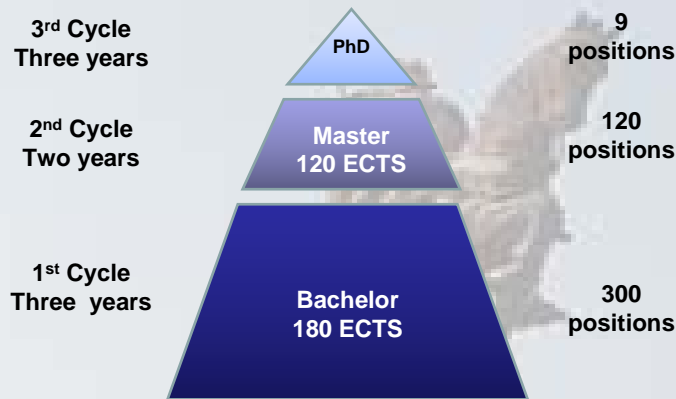 3rd Cycle
Three years
PhD
9
positions
2nd Cycle
Two years
Master
120 ECTS
120
positions
1st Cycle
Three years
Bachelor
180 ECTS
300
positions